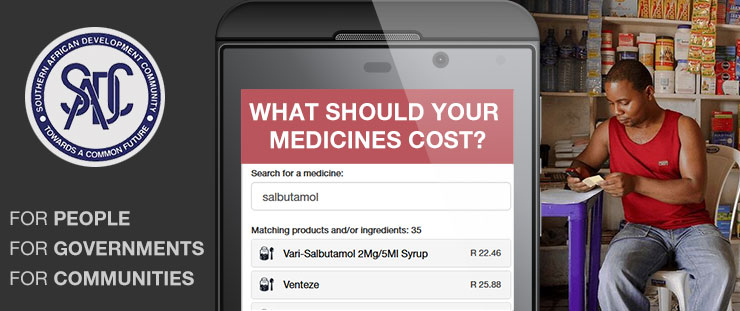 SOUTHERN AFRICAN DEVELOPMENT COMMUNITY
SADC
TOWARDS A COMMON FUTURE
FOR PEOPLE
FOR GOVERNMENTS
FOR COMMUNITIES
WHAT SHOULD YOUR
MEDICINES COST?
Search for a medicine:
salbutamol
Matching products and/or ingredients: 35
Vari-Salbutamol 2Mg/5Ml Syrup R 22.46
Venteze R 25.88